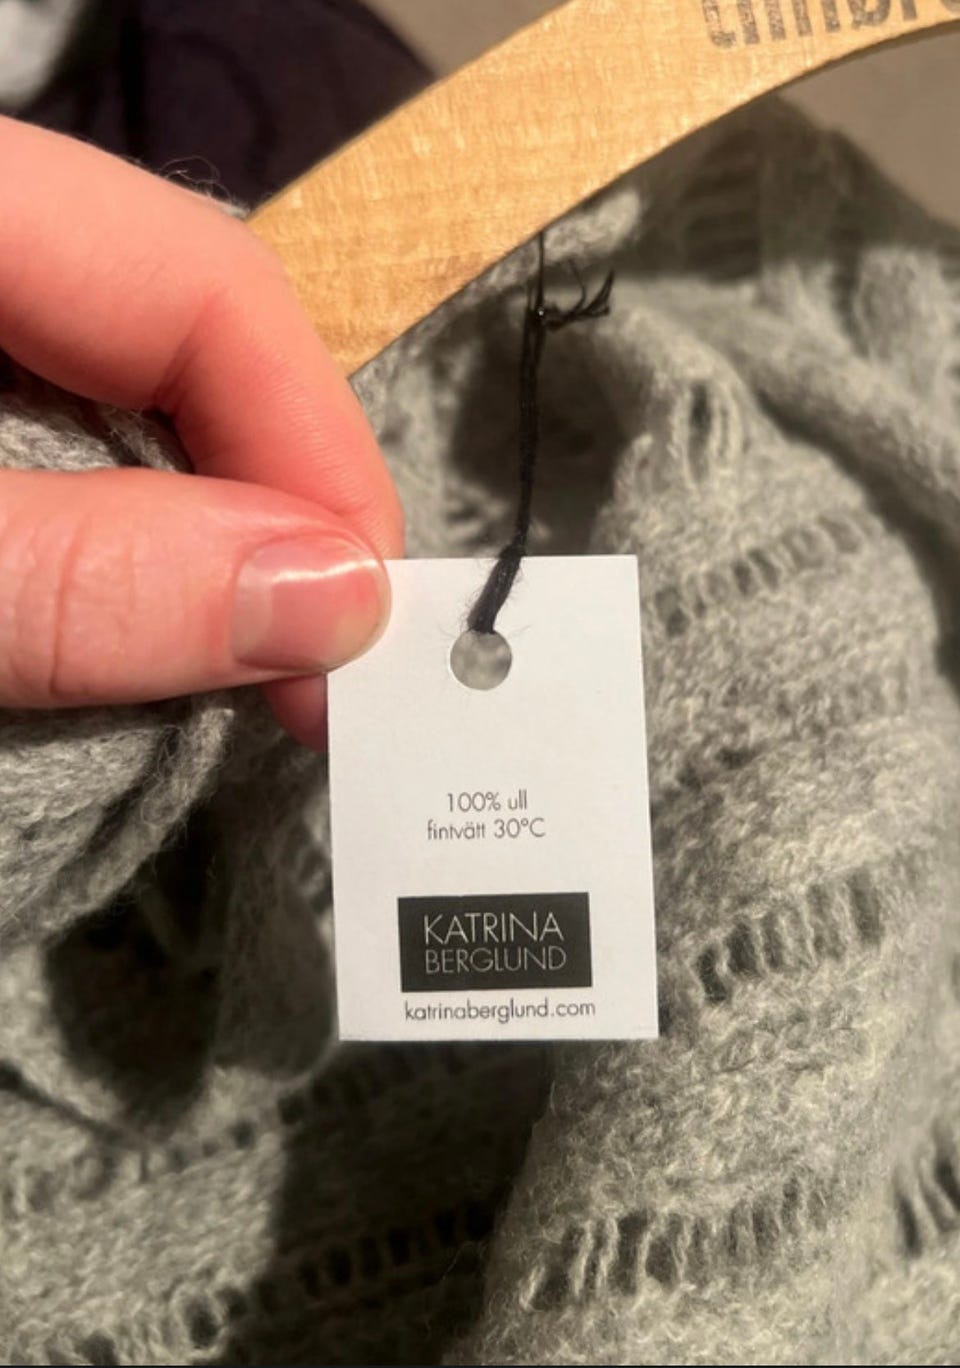 100% ull
fintvätt 30°C
KATRINA
BERGLUND
katrinaberglund.com